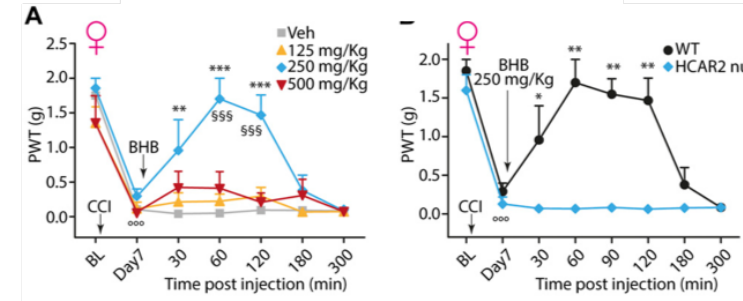 A
♀
2.5
2.0
1.5
1.0
0.5
0.0
PWT (g)
Veh
125 mg/Kg
250 mg/Kg
500 mg/Kg
***
**
***
§§§
§§§
BHB
CCI
°°°
BL
Day7
30
60
120
180
300
Time post injection (min)
B
♀
2.0
1.5
1.0
0.5
0.0
PWT (g)
WT
HCAR2 nu
BHB
250 mg/Kg
**
**
**
*
CCI
°°°
BL
Day7
30
60
90
120
180
300
Time post injection (min)